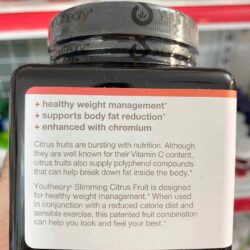 youtheory®
+ healthy weight management*
+ supports body fat reduction*
+ enhanced with chromium
Citrus fruits are bursting with nutrition. Although
they are well known for their Vitamin C content,
citrus fruits also supply polyphenol compounds
that can help break down fat inside the body.*
Youtheory® Slimming Citrus Fruit is designed
for healthy weight management.* When used
in conjunction with a reduced calorie diet and
sensible exercise, this patented fruit combination
can help you look and feel your best.*